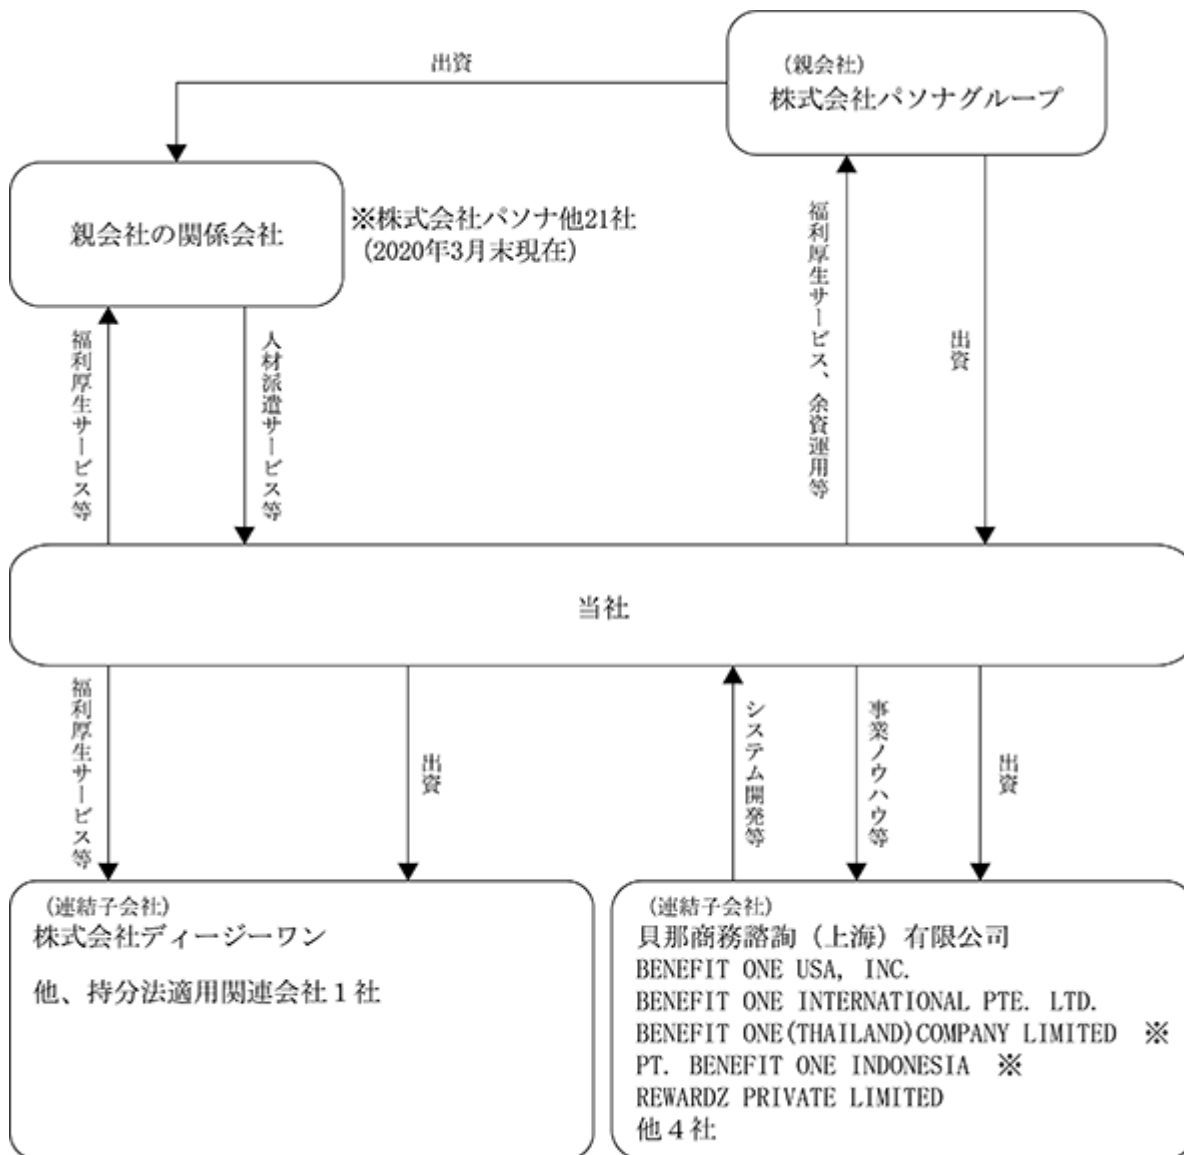 出資
(親会社)
株式会社パソナグループ
親会社の関係会社
※株式会社パソナ他21社
(2020年3月末現在)
福利厚生サービス等
人材派遣サービス等
福利厚生サービス、余資運用等
出資
当社
福利厚生サービス等
出資
システム開発等
事業ノウハウ等
出資
(連結子会社)
株式会社ディージーワン
他、持分法適用関連会社１社
(連結子会社)
貝那商務諮詢（上海）有限公司
BENEFIT ONE USA, INC.
BENEFIT ONE INTERNATIONAL PTE. LTD.
BENEFIT ONE(THAILAND)COMPANY LIMITED ※
PT. BENEFIT ONE INDONESIA ※
REWARDZ PRIVATE LIMITED
他４社